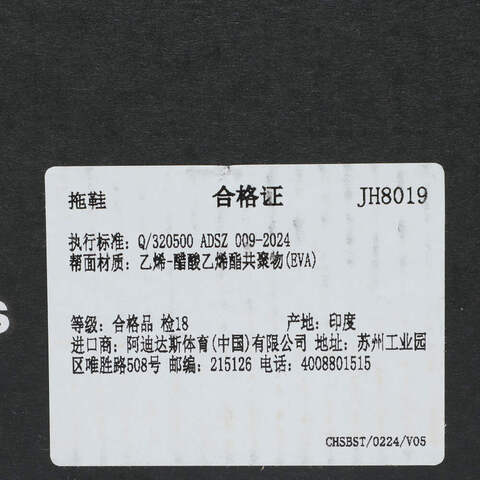 拖鞋 合格证 JH8019
执行标准: Q/320500 ADSZ 009-2024
帮面材质: 乙烯-醋酸乙烯酯共聚物(EVA)
s
等级: 合格品 检18 产地: 印度
进口商: 阿迪达斯体育(中国)有限公司 地址: 苏州工业园
区唯胜路508号 邮编: 215126 电话: 4008801515
CHSBST/0224/V05